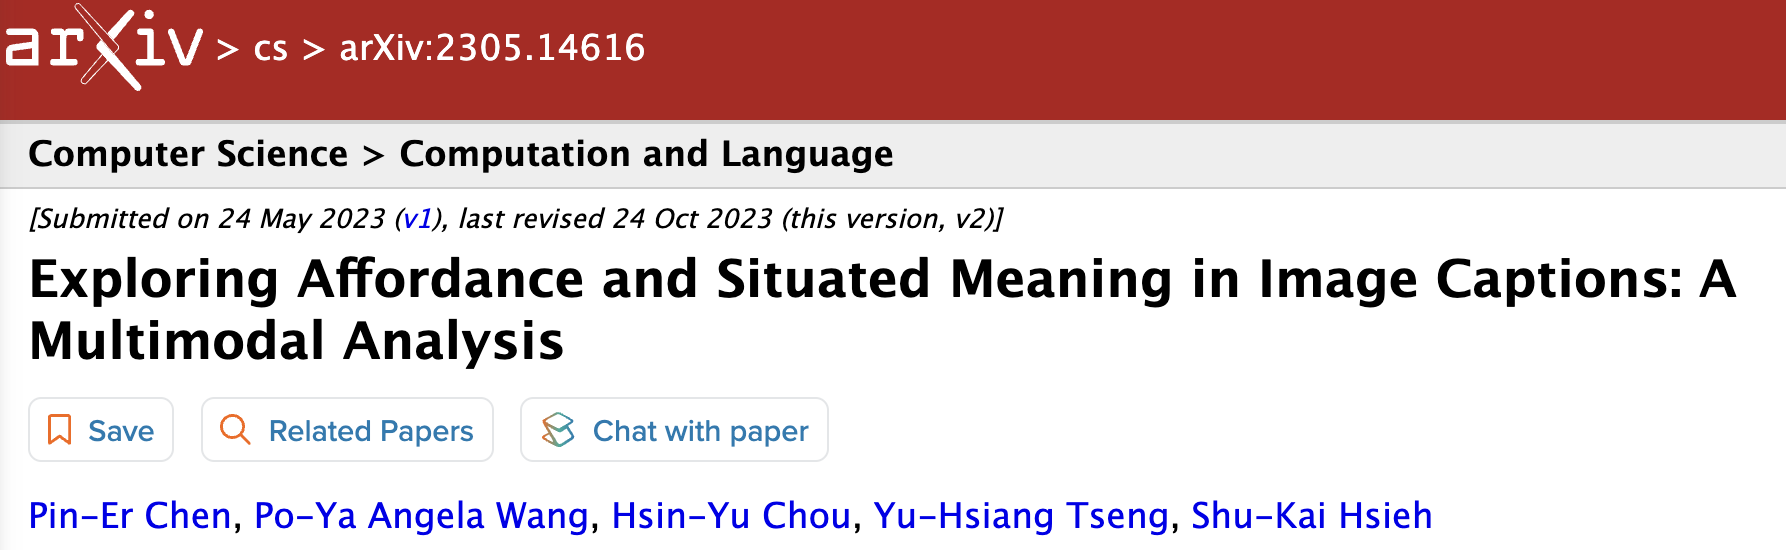 arXiv > cs > arXiv:2305.14616
Computer Science > Computation and Language
[Submitted on 24 May 2023 (v1), last revised 24 Oct 2023 (this version, v2)]
Exploring Affordance and Situated Meaning in Image Captions: A
Multimodal Analysis
Save Related Papers Chat with paper
Pin-Er Chen, Po-Ya Angela Wang, Hsin-Yu Chou, Yu-Hsiang Tseng, Shu-Kai Hsieh